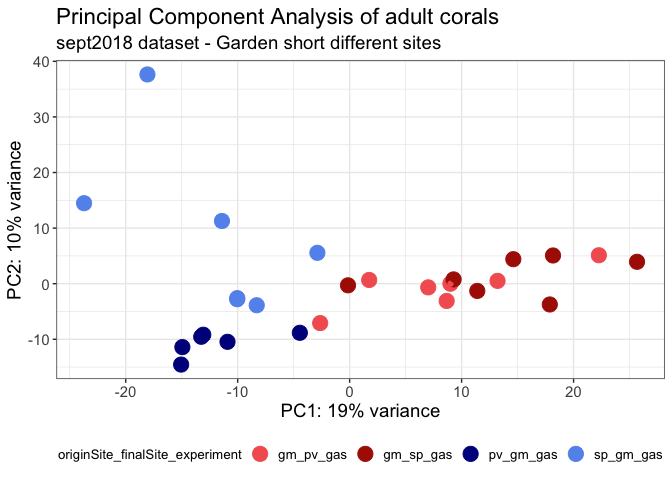 Principal Component Analysis of adult corals
sept2018 dataset - Garden short different sites
40
30
20
10
0
-10
PC2: 10% variance
-20
-10
0
10
20
PC1: 19% variance
originSite_finalSite_experiment
gm_pv_gas
gm_sp_gas
pv_gm_gas
sp_gm_gas